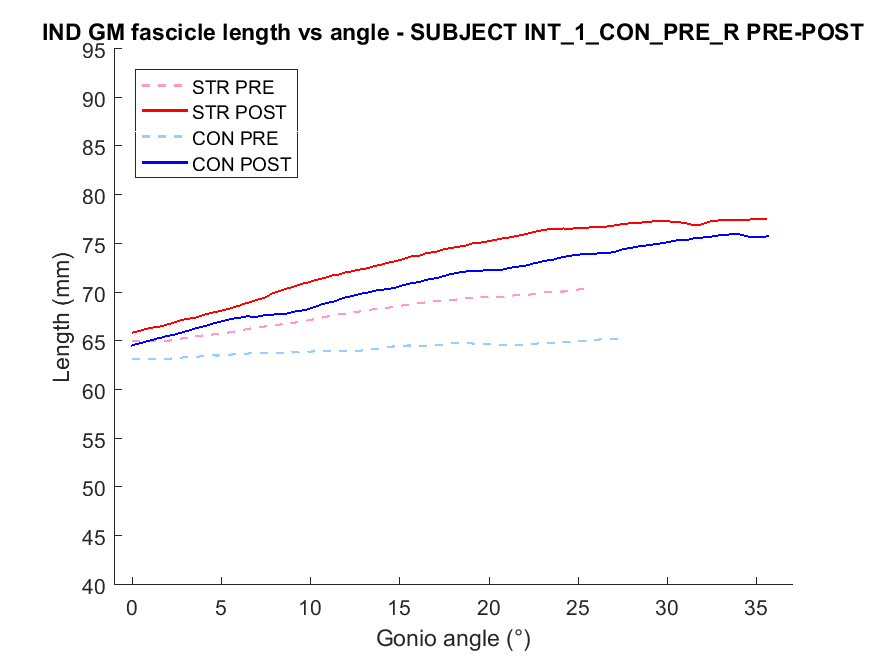 IND GM fascicle length vs angle - SUBJECT INT_1_CON_PRE_R PRE-POST
95
90
85
80
75
70
65
60
55
50
45
40
Length (mm)
STR PRE
STR POST
CON PRE
CON POST
0 5 10 15 20 25 30 35
Gonio angle (°)